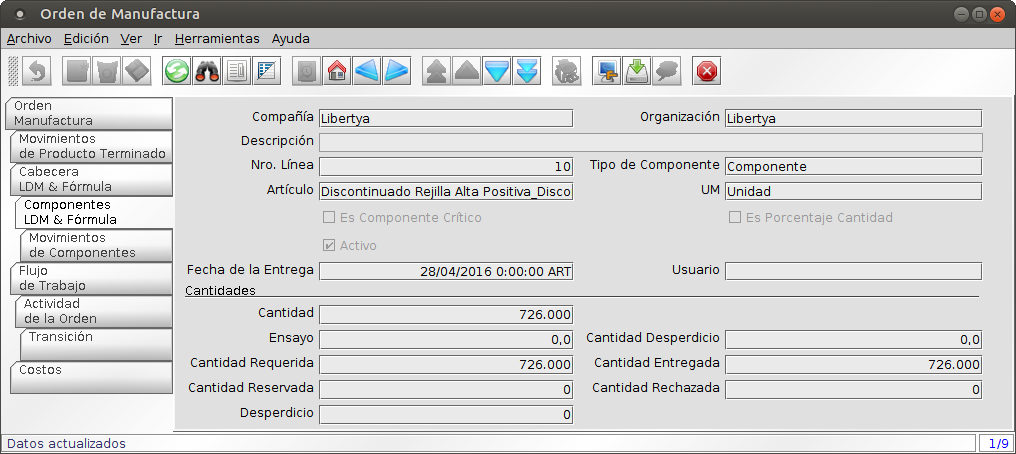 Orden de Manufactura
Archivo Edición Ver Ir Herramientas Ayuda
Orden
Manufactura
Movimientos
de Producto Terminado
Cabecera
LDM & Fórmula
Componentes
LDM & Fórmula
Movimientos
de Componentes
Flujo
de Trabajo
Actividad
de la Orden
Transición
Costos
Compañía Libertya Organización Libertya
Descripción
Nro. Línea 10 Tipo de Componente Componente
Artículo Discontinuado Rejilla Alta Positiva_Disco UM Unidad
Es Componente Crítico Es Porcentaje Cantidad
Activo
Fecha de la Entrega 28/04/2016 0:00:00 ART Usuario
Cantidades
Cantidad 726.000
Ensayo 0,0 Cantidad Desperdicio 0,0
Cantidad Requerida 726.000 Cantidad Entregada 726.000
Cantidad Reservada 0 Cantidad Rechazada 0
Desperdicio 0
Datos actualizados 1/9